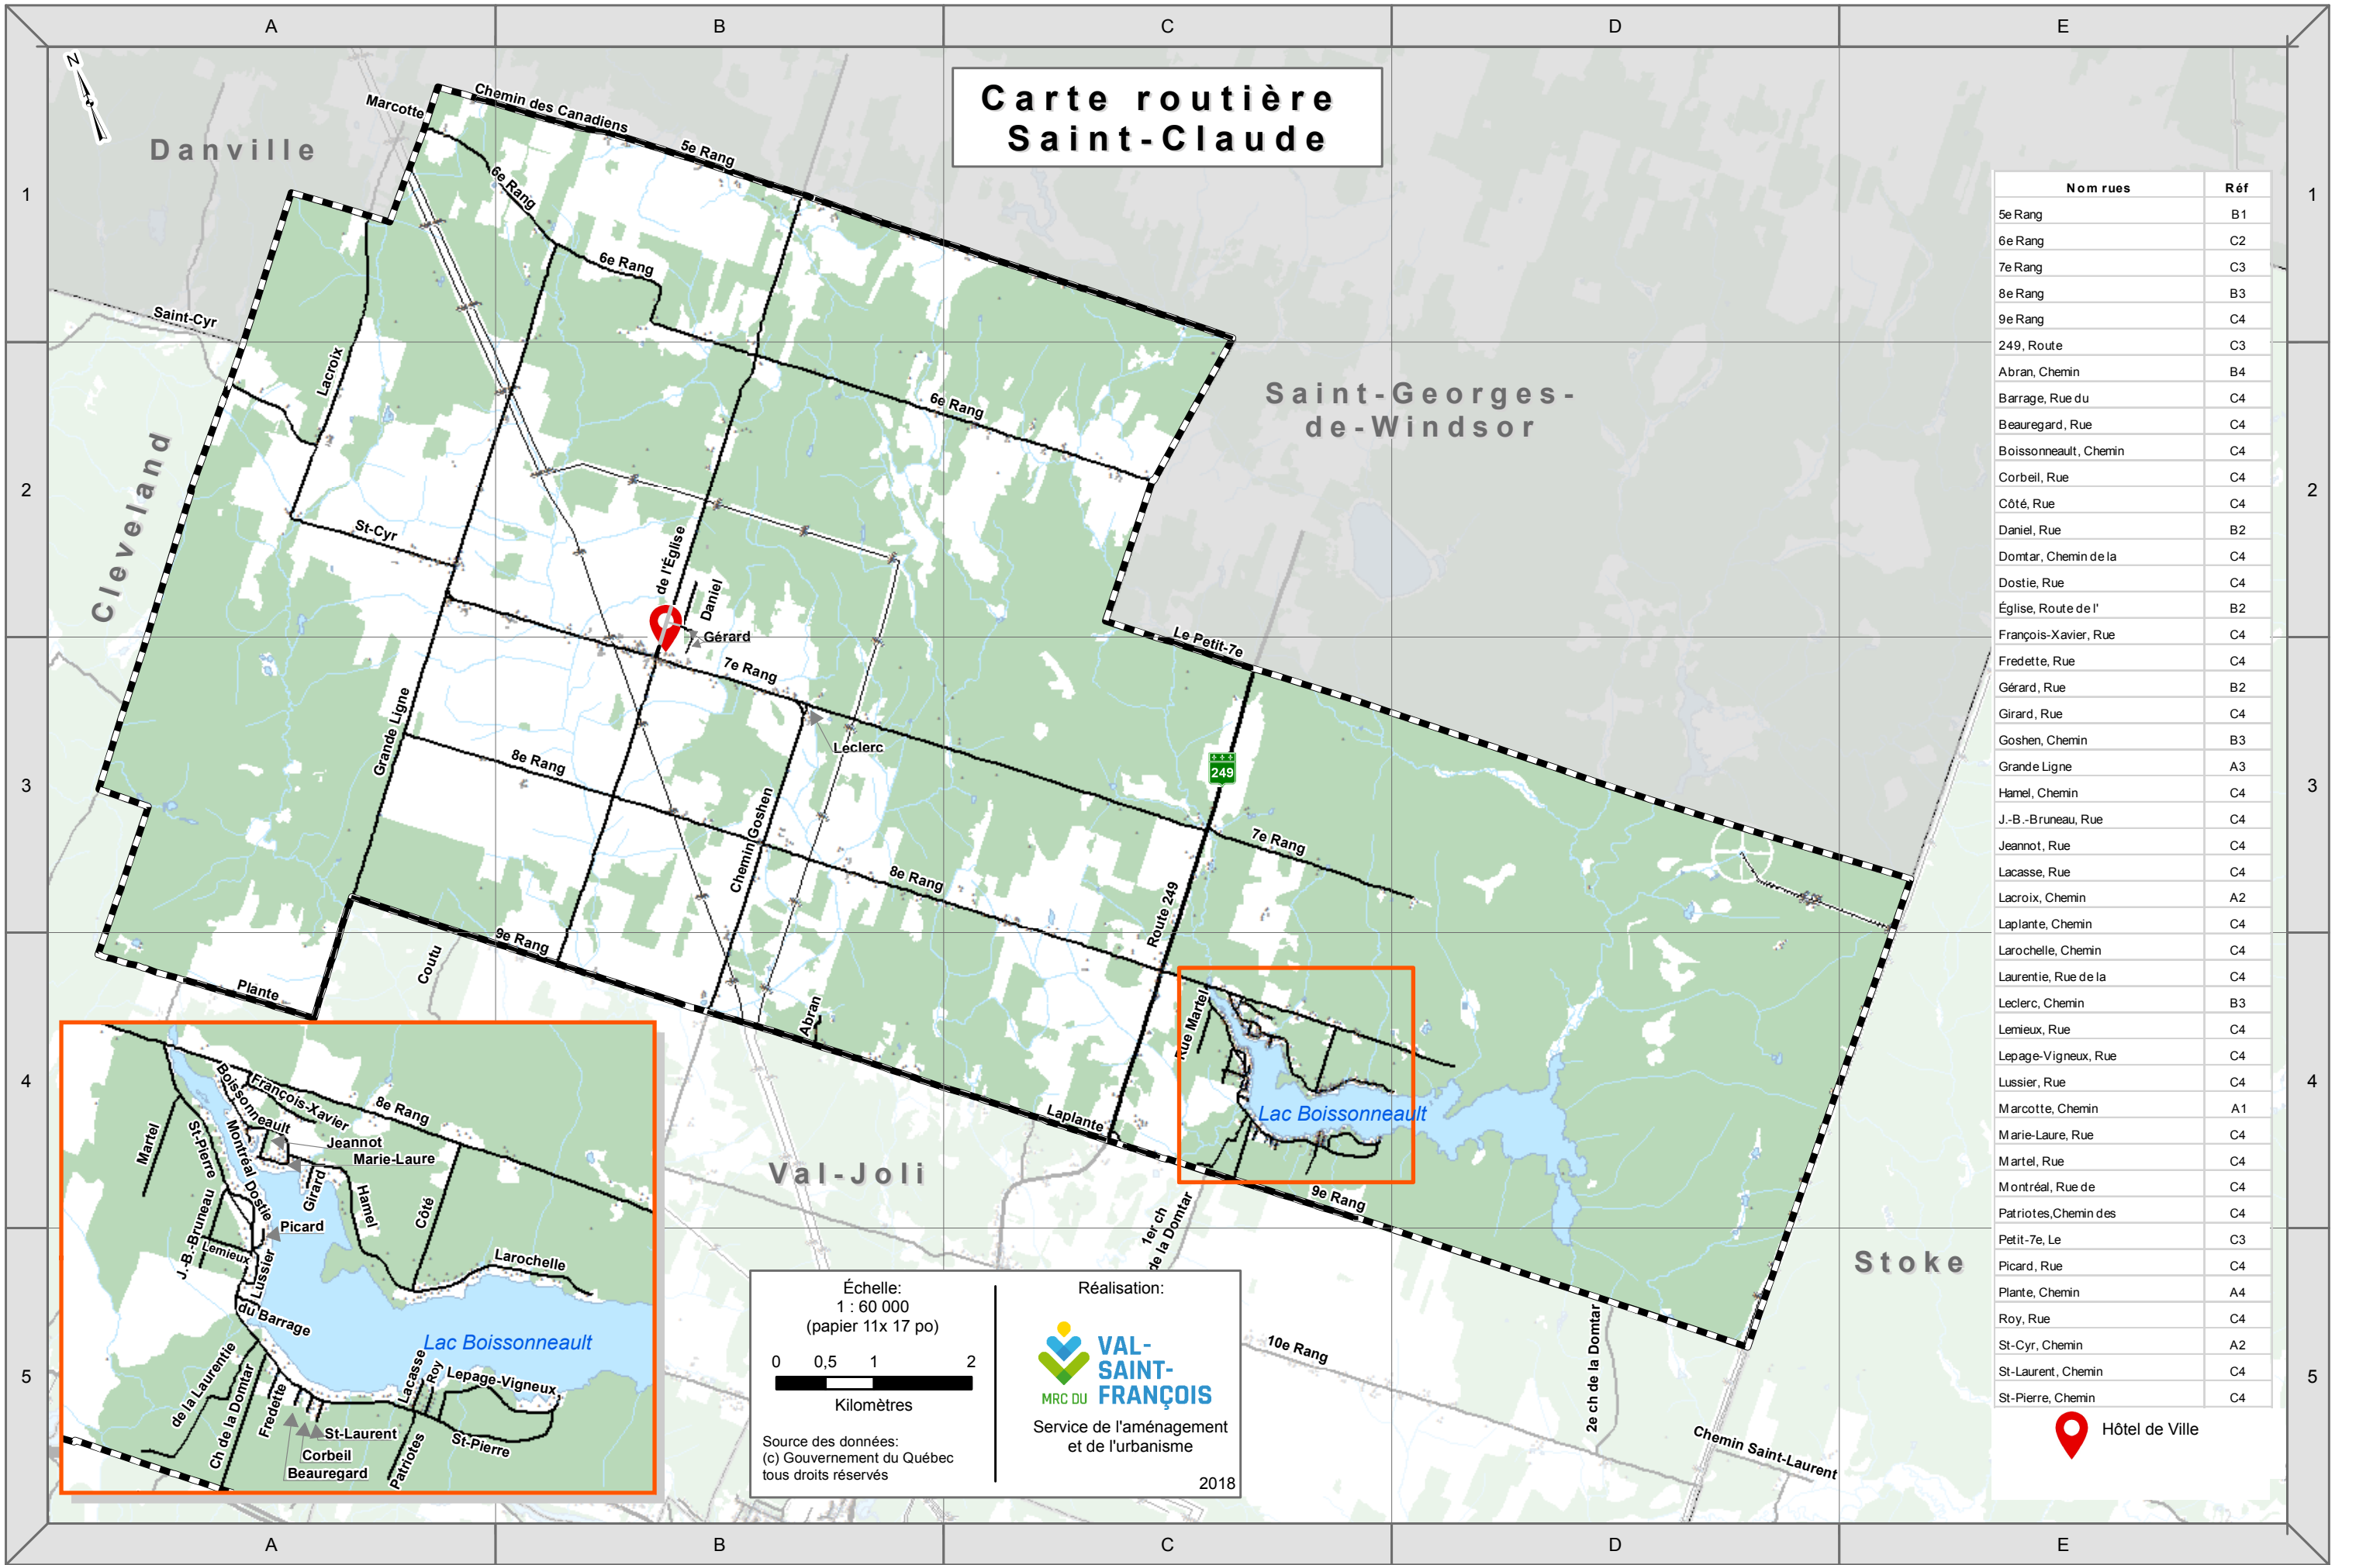 A
B
C
D
E
N
Carte routière
Saint-Claude
Danville
Marcotte
Chemin des Canadiens
5e Rang
6e Rang
6e Rang
1
1
Saint-Cyr
Lacroix
6e Rang
Saint-Georges-
de-Windsor
Cleveland
2
2
St-Cyr
de l'Église
Daniel
Gérard
Le Petit-7e
7e Rang
Leclerc
Grande Ligne
8e Rang
249
3
3
Chemin Goshen
7e Rang
8e Rang
Route 249
9e Rang
Coutu
Plante
Abran
Rue Martel
4
4
Laplante
Lac Boissonneault
Val-Joli
9e Rang
1er ch
de la Domtar
Stoke
10e Rang
2e ch de la Domtar
Chemin Saint-Laurent
5
5
Boissonneault
François-Xavier
8e Rang
Martel
St-Pierre
Montréal
Jeannot
Marie-Laure
Dostie
Girard
Hamel
Côté
J.-B.-Bruneau
Picard
Lemieux
Lussier
Larochelle
du Barrage
Lac Boissonneault
de la Laurentie
Ch de la Domtar
Fredette
Lacasse
Roy
Lepage-Vigneux
St-Laurent
Corbeil
Beauregard
Patriotes
St-Pierre
Échelle:
1 : 60 000
(papier 11x 17 po)
0 0,5 1 2
Kilomètres
Source des données:
(c) Gouvernement du Québec
tous droits réservés
Réalisation:
MRC DU VAL-
SAINT-
FRANÇOIS
Service de l'aménagement
et de l'urbanisme
2018
Nom rues Réf
5e Rang B1
6e Rang C2
7e Rang C3
8e Rang B3
9e Rang C4
249, Route C3
Abran, Chemin B4
Barrage, Rue du C4
Beauregard, Rue C4
Boissonneault, Chemin C4
Corbeil, Rue C4
Côté, Rue C4
Daniel, Rue B2
Domtar, Chemin de la C4
Dostie, Rue C4
Église, Route de l' B2
François-Xavier, Rue C4
Fredette, Rue C4
Gérard, Rue B2
Girard, Rue C4
Goshen, Chemin B3
Grande Ligne A3
Hamel, Chemin C4
J.-B.-Bruneau, Rue C4
Jeannot, Rue C4
Lacasse, Rue C4
Lacroix, Chemin A2
Laplante, Chemin C4
Larochelle, Chemin C4
Laurentie, Rue de la C4
Leclerc, Chemin B3
Lemieux, Rue C4
Lepage-Vigneux, Rue C4
Lussier, Rue C4
Marcotte, Chemin A1
Marie-Laure, Rue C4
Martel, Rue C4
Montréal, Rue de C4
Patriotes,Chemin des C4
Petit-7e, Le C3
Picard, Rue C4
Plante, Chemin A4
Roy, Rue C4
St-Cyr, Chemin A2
St-Laurent, Chemin C4
St-Pierre, Chemin C4
Hôtel de Ville
A
B
C
D
E